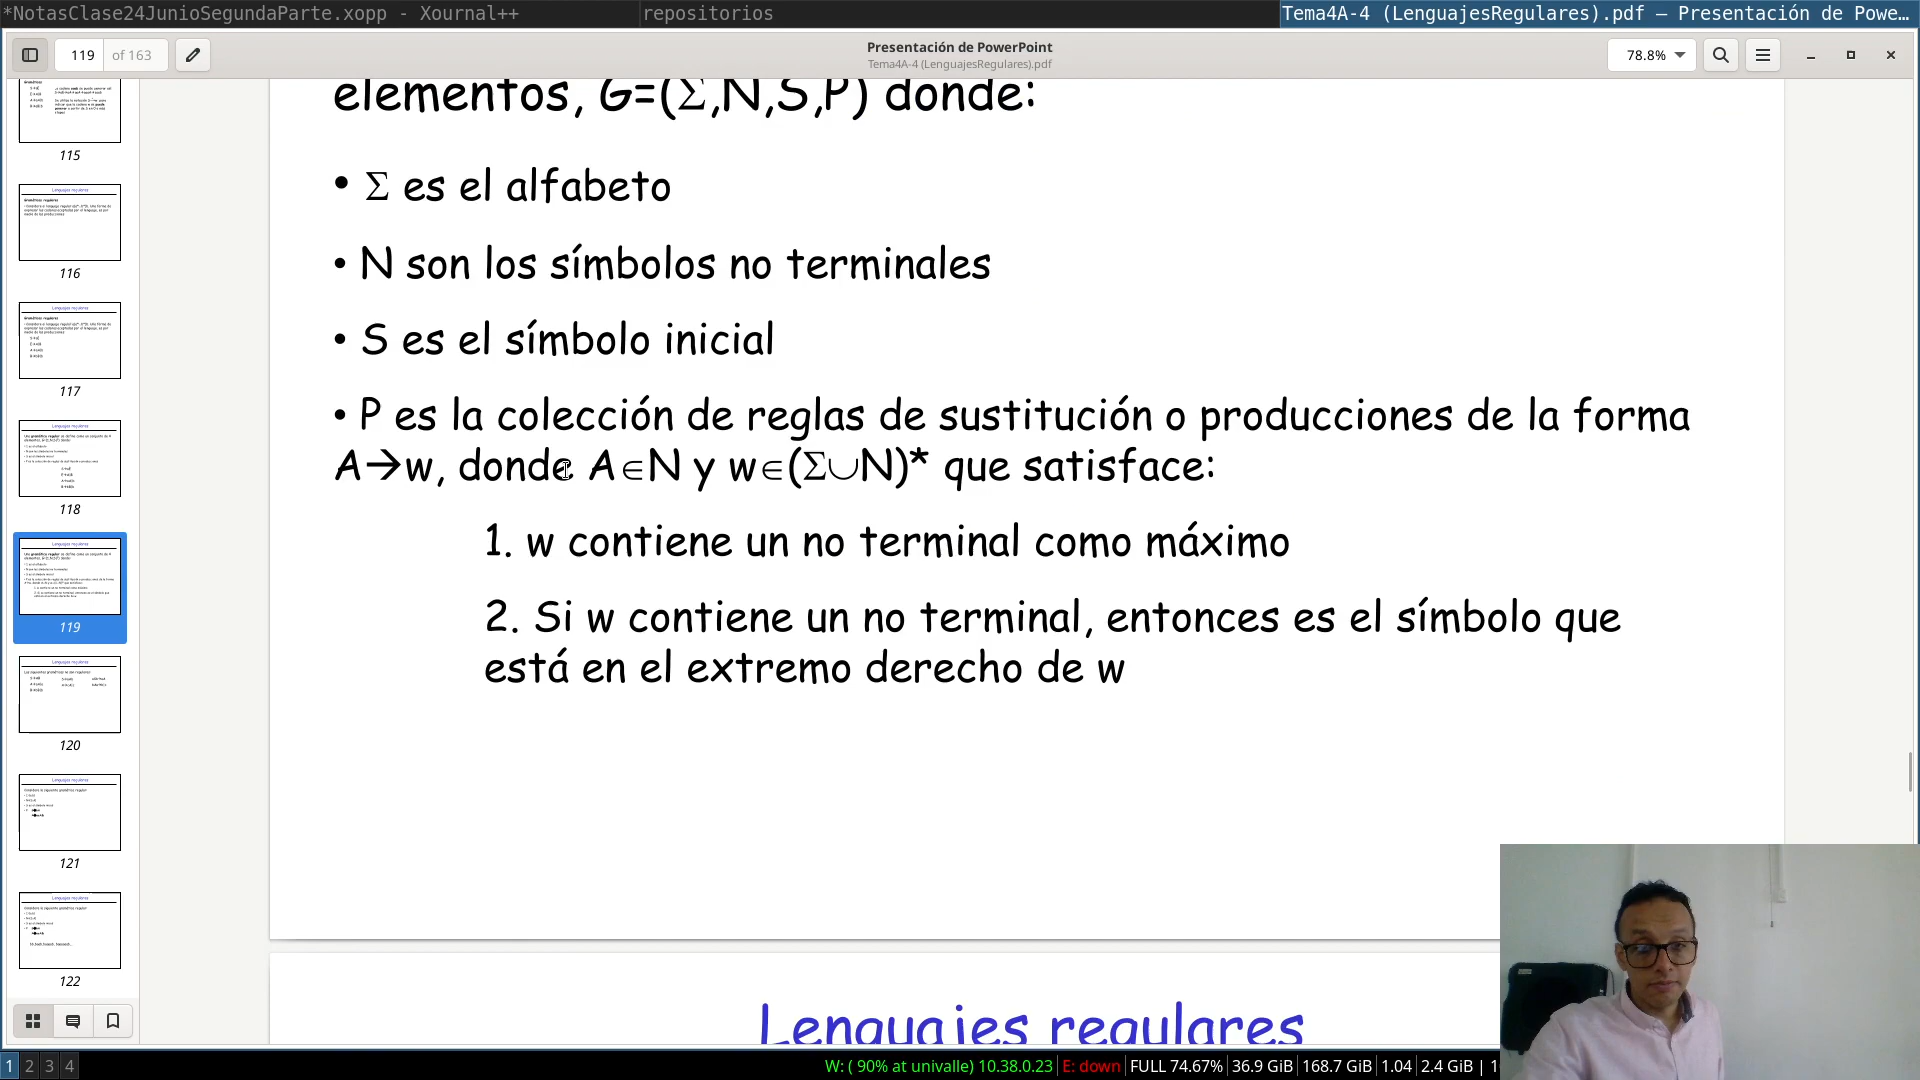 *NotasClase24JunioSegundaParte.xopp - Xournal++
repositorios
Tema4A-4 (LenguajesRegulares).pdf — Presentación de Powe…
119 of 163
Presentación de PowerPoint
Tema4A-4 (LenguajesRegulares).pdf
78.8%
115
116
117
118
119
120
121
122
elementos, G=(Σ,N,S,P) donde:
• Σ es el alfabeto
• N son los símbolos no terminales
• S es el símbolo inicial
• P es la colección de reglas de sustitución o producciones de la forma
A→w, donde A∈N y w∈(Σ∪N)* que satisface:
1. w contiene un no terminal como máximo
2. Si w contiene un no terminal, entonces es el símbolo que
está en el extremo derecho de w
Lenguajes regulares
1 2 3 4
W: ( 90% at univalle) 10.38.0.23 | E: down | FULL 74.67% | 36.9 GiB | 168.7 GiB | 1.04 | 2.4 GiB | 1